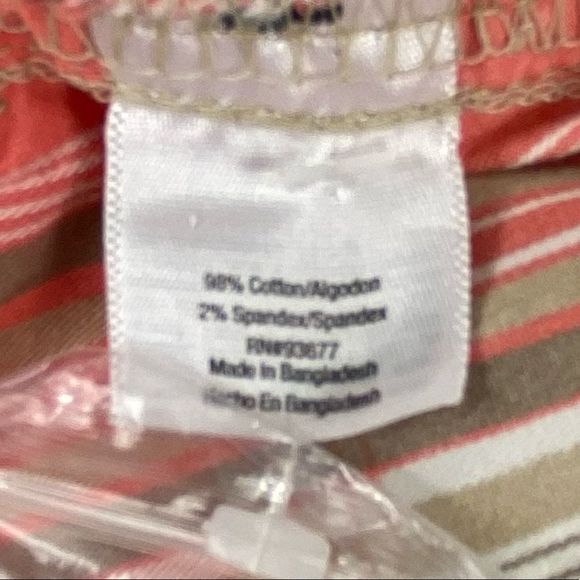 98% Cotton/Algodon
2% Spandex/Spandex
RN#93677
Made in Bangladesh
Hecho En Bangladesh